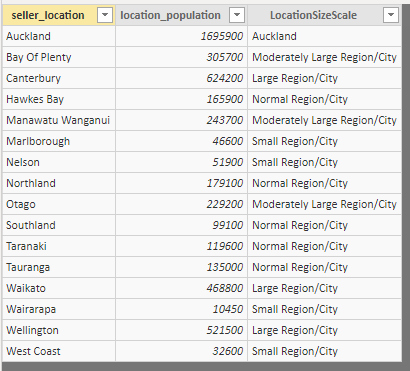 seller_location location_population LocationSizeScale
Auckland 1695900 Auckland
Bay Of Plenty 305700 Moderately Large Region/City
Canterbury 624200 Large Region/City
Hawkes Bay 165900 Normal Region/City
Manawatu Wanganui 243700 Moderately Large Region/City
Marlborough 46600 Small Region/City
Nelson 51900 Small Region/City
Northland 179100 Normal Region/City
Otago 229200 Moderately Large Region/City
Southland 99100 Normal Region/City
Taranaki 119600 Normal Region/City
Tauranga 135000 Normal Region/City
Waikato 468800 Large Region/City
Wairarapa 10450 Small Region/City
Wellington 521500 Large Region/City
West Coast 32600 Small Region/City